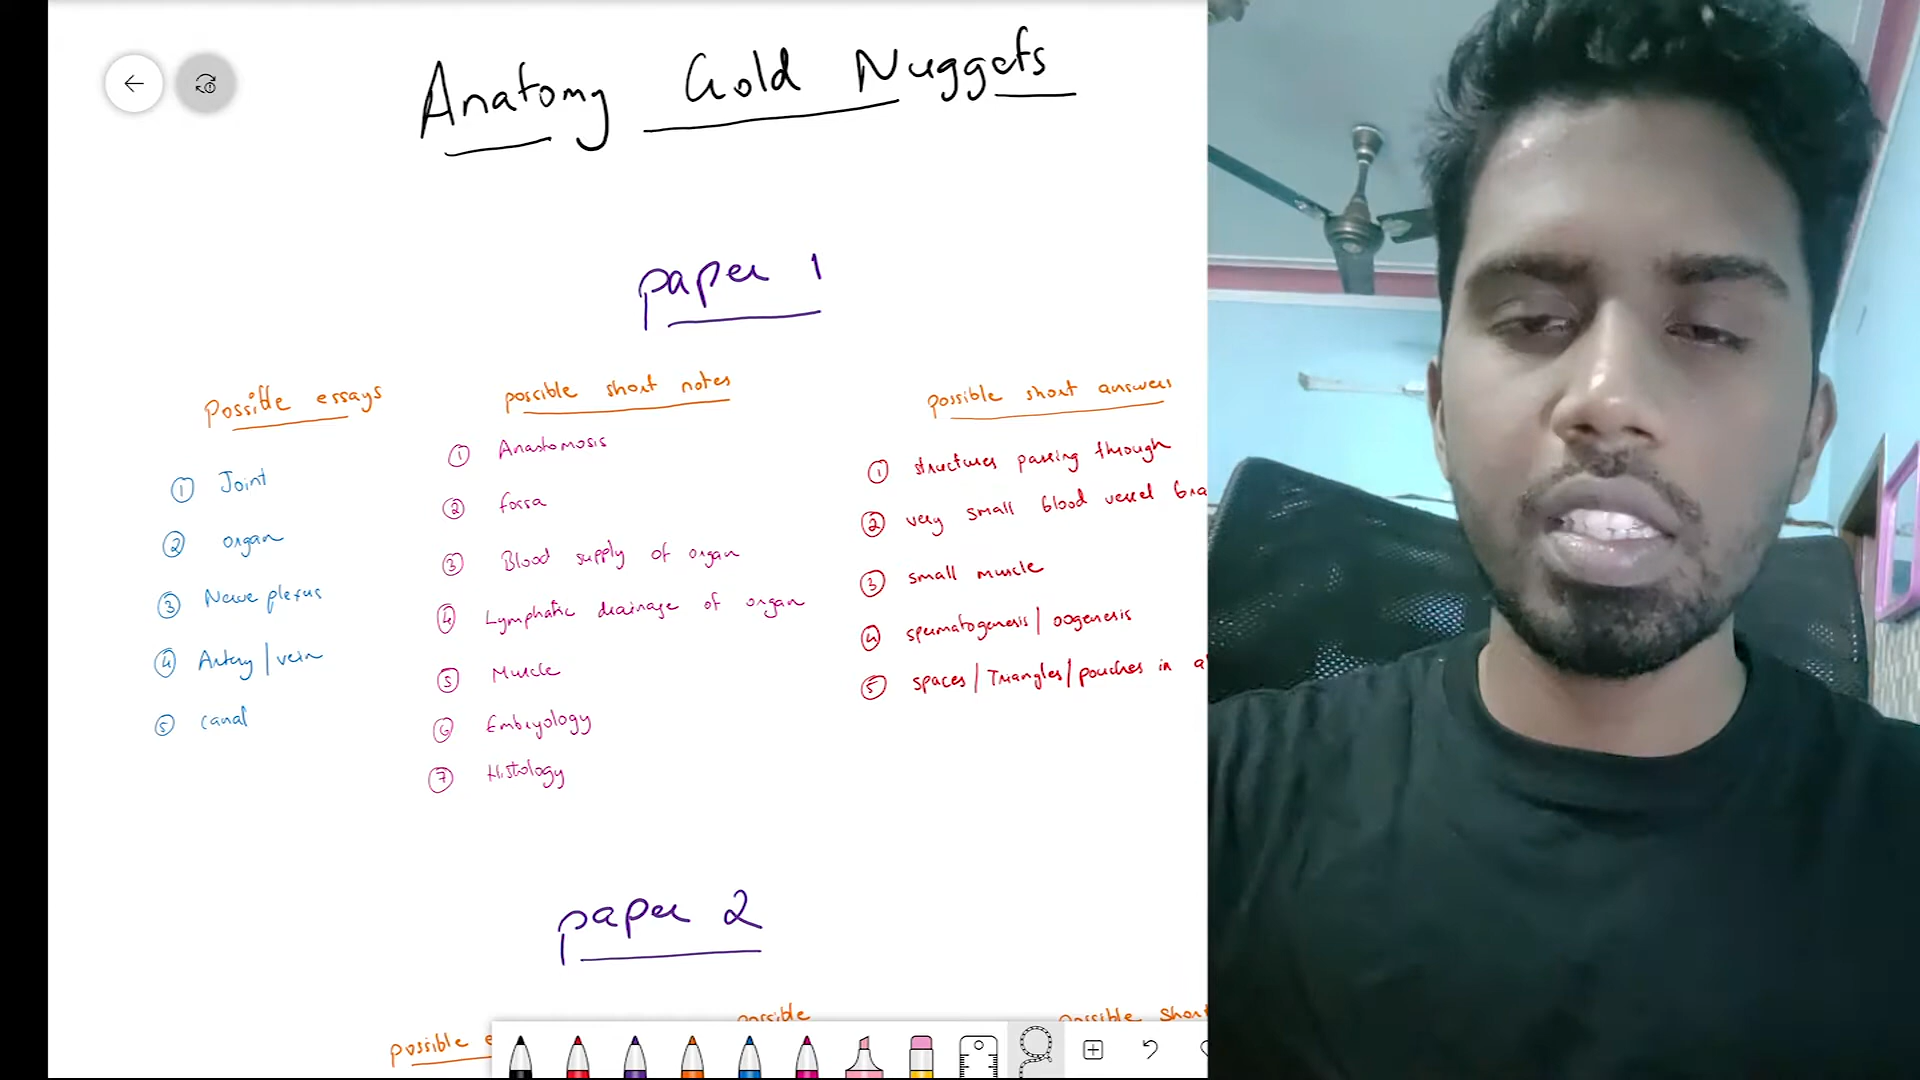 Anatomy Gold Nuggets
paper 1
possible essays
① Joint
② organ
③ Nerve plexus
④ Artery / vein
⑤ canal
possible short notes
① Anastomosis
② fossa
③ Blood supply of organ
④ Lymphatic drainage of organ
⑤ Muscle
⑥ Embryology
⑦ Histology
possible short answers
① structures passing through
② very small blood vessel bra
③ small muscle
④ spermatogenesis / oogenesis
⑤ spaces / Triangles / pouches in a
paper 2
possible e
possible
possible short